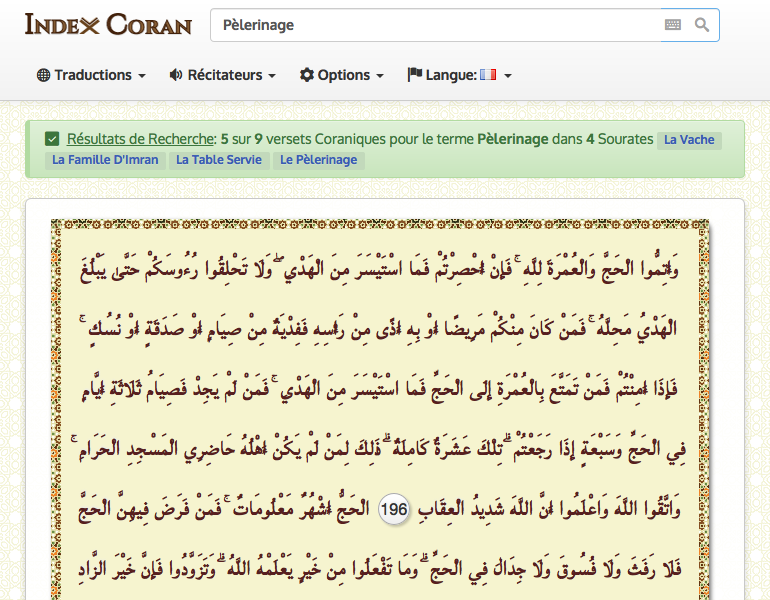 INDEX CORAN
Pèlerinage
Traductions Récitateurs Options Langue:
Résultats de Recherche: 5 sur 9 versets Coraniques pour le terme Pèlerinage dans 4 Sourates La Vache
La Famille D'Imran La Table Servie Le Pèlerinage
وَأَتِمُّوا الْحَجَّ وَالْعُمْرَةَ لِلَّهِ ۚ فَإِنْ أُحْصِرْتُمْ فَمَا اسْتَيْسَرَ مِنَ الْهَدْيِ ۖ وَلَا تَحْلِقُوا رُءُوسَكُمْ حَتَّىٰ يَبْلُغَ
الْهَدْيُ مَحِلَّهُ ۚ فَمَنْ كَانَ مِنْكُمْ مَرِيضًا أَوْ بِهِ أَذًى مِنْ رَأْسِهِ فَفِدْيَةٌ مِنْ صِيَامٍ أَوْ صَدَقَةٍ أَوْ نُسُكٍ ۚ
فَإِذَا أَمِنْتُمْ فَمَنْ تَمَتَّعَ بِالْعُمْرَةِ إِلَى الْحَجِّ فَمَا اسْتَيْسَرَ مِنَ الْهَدْيِ ۚ فَمَنْ لَمْ يَجِدْ فَصِيَامُ ثَلَاثَةِ أَيَّامٍ
فِي الْحَجِّ وَسَبْعَةٍ إِذَا رَجَعْتُمْ ۗ تِلْكَ عَشَرَةٌ كَامِلَةٌ ۗ ذَٰلِكَ لِمَنْ لَمْ يَكُنْ أَهْلُهُ حَاضِرِي الْمَسْجِدِ الْحَرَامِ ۚ
وَاتَّقُوا اللَّهَ وَاعْلَمُوا أَنَّ اللَّهَ شَدِيدُ الْعِقَابِ 196 الْحَجُّ أَشْهُرٌ مَعْلُومَاتٌ ۚ فَمَنْ فَرَضَ فِيهِنَّ الْحَجَّ
فَلَا رَفَثَ وَلَا فُسُوقَ وَلَا جِدَالَ فِي الْحَجِّ ۗ وَمَا تَفْعَلُوا مِنْ خَيْرٍ يَعْلَمْهُ اللَّهُ ۗ وَتَزَوَّدُوا فَإِنَّ خَيْرَ الزَّادِ